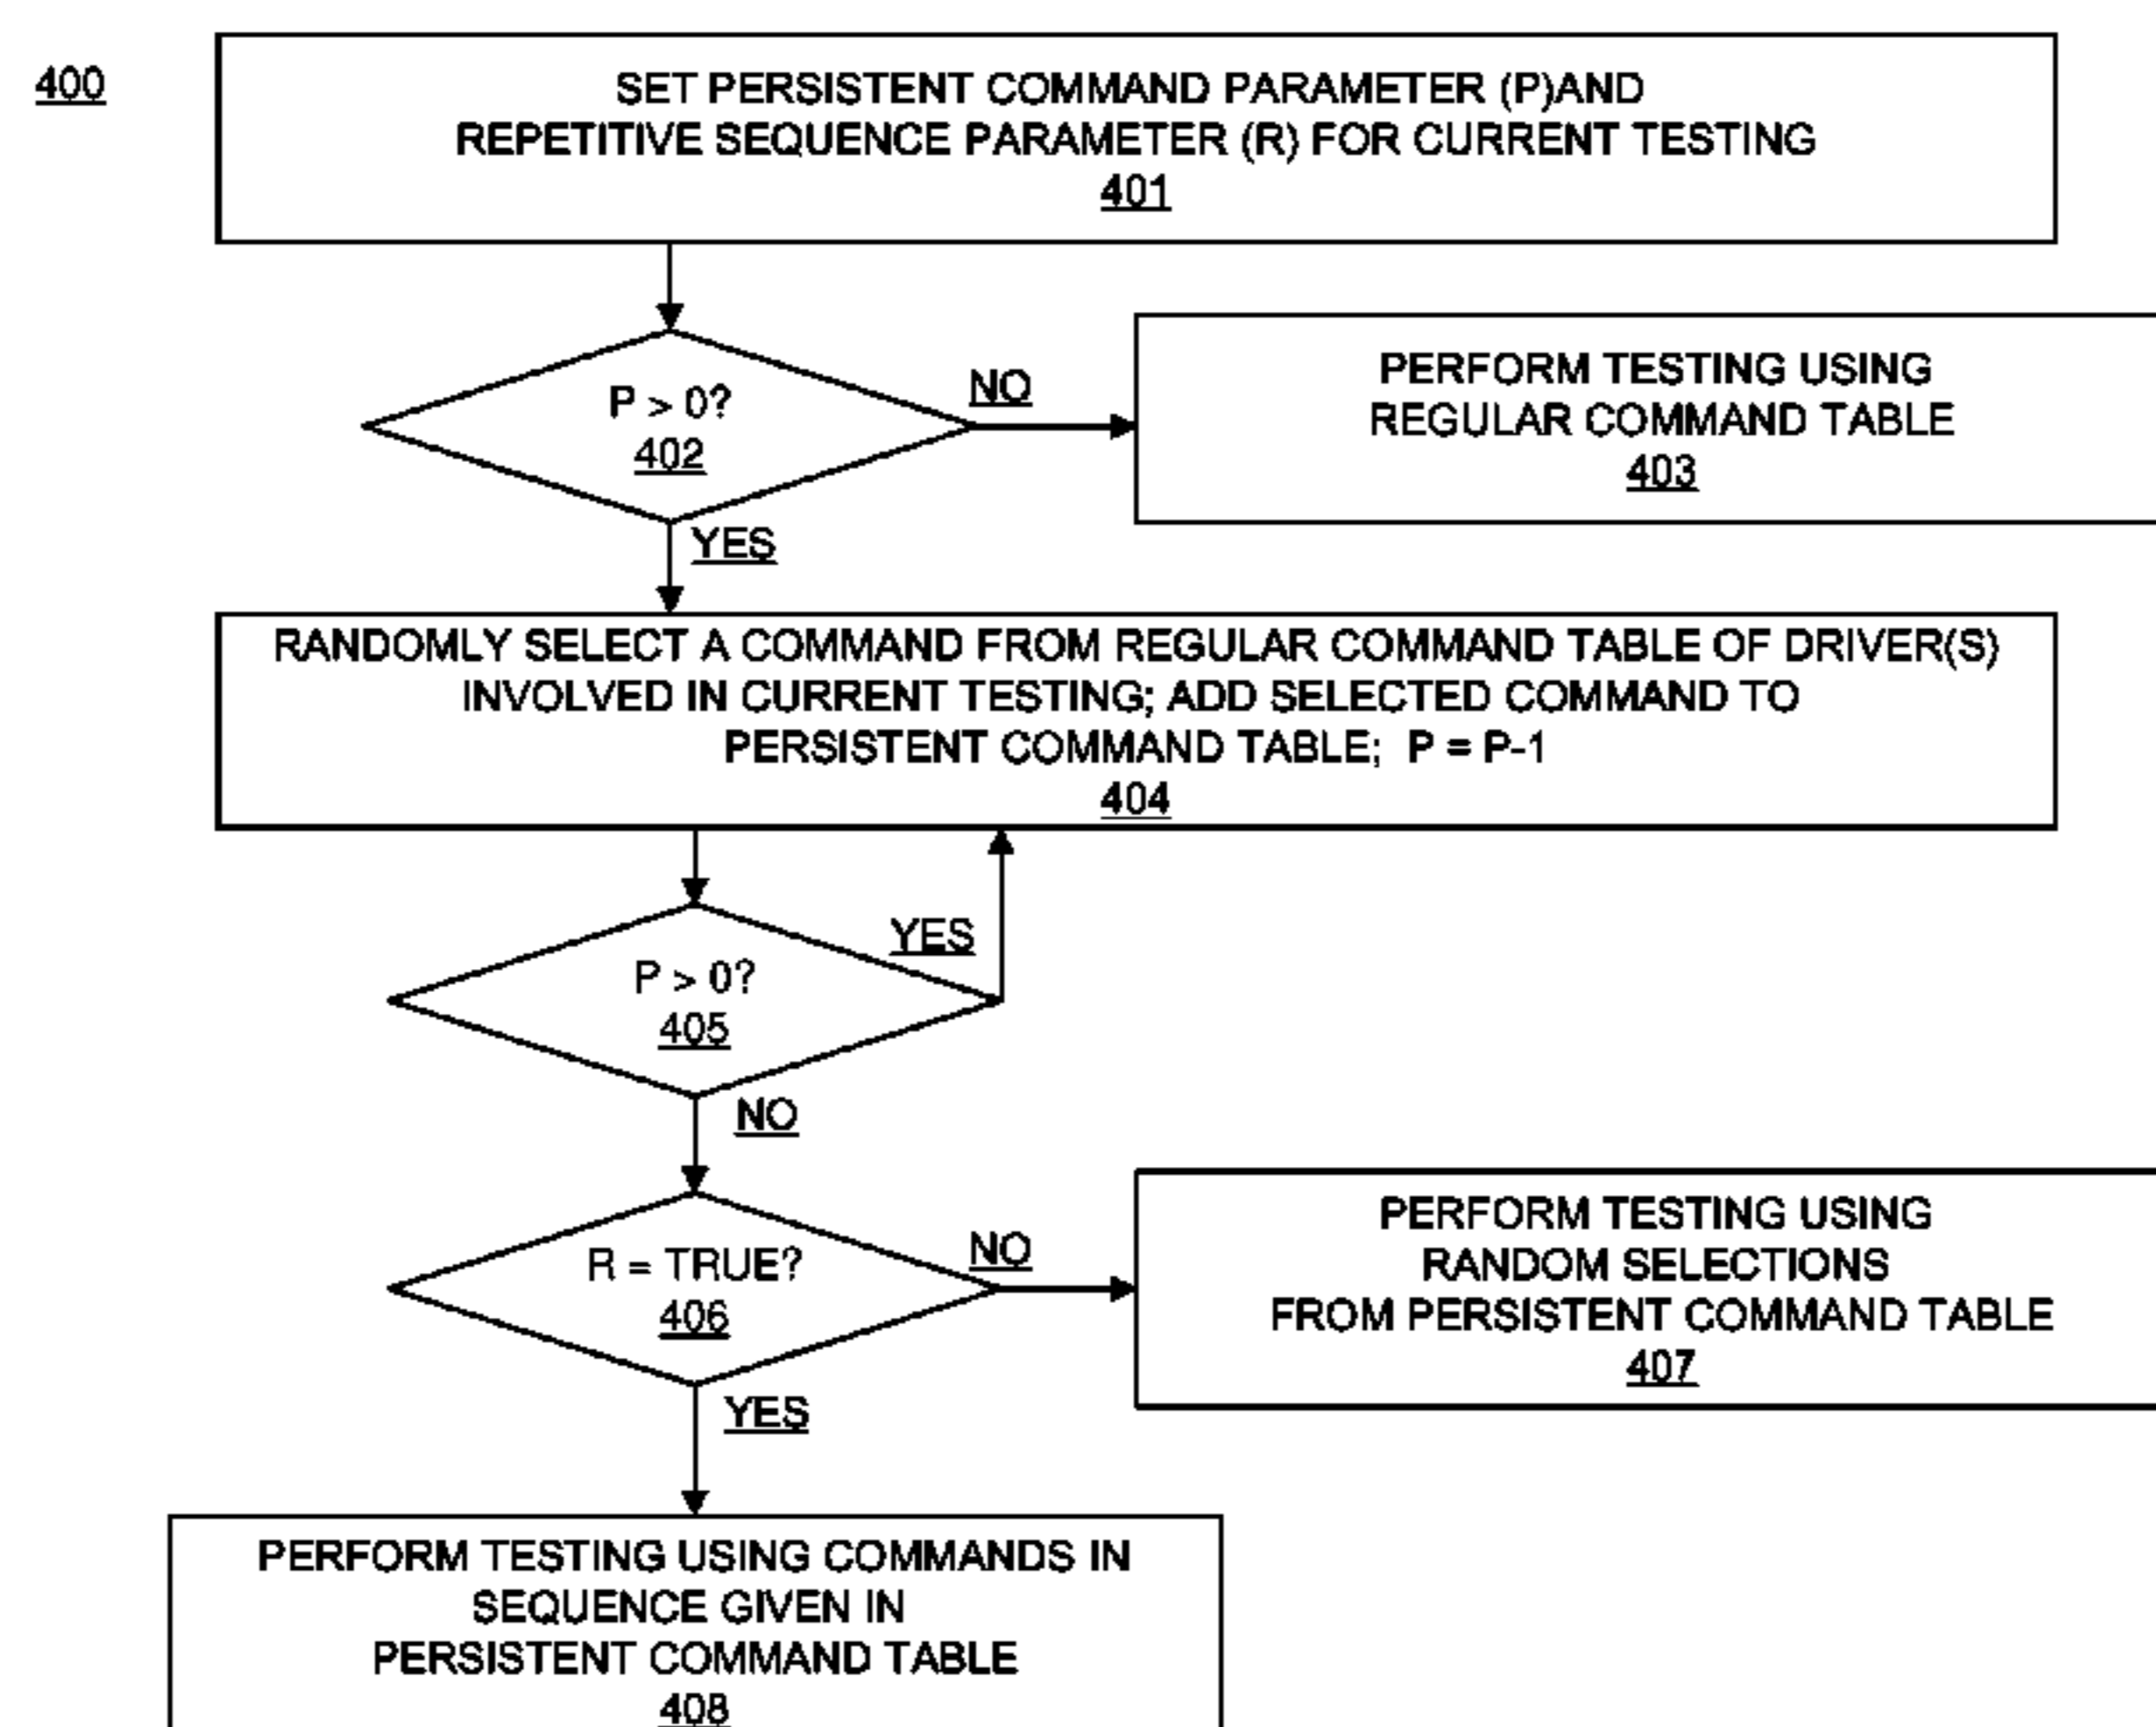 400
SET PERSISTENT COMMAND PARAMETER (P)AND
REPETITIVE SEQUENCE PARAMETER (R) FOR CURRENT TESTING
401
P > 0?
402
NO
PERFORM TESTING USING
REGULAR COMMAND TABLE
403
YES
RANDOMLY SELECT A COMMAND FROM REGULAR COMMAND TABLE OF DRIVER(S)
INVOLVED IN CURRENT TESTING; ADD SELECTED COMMAND TO
PERSISTENT COMMAND TABLE; P = P-1
404
YES
P > 0?
405
NO
R = TRUE?
406
NO
PERFORM TESTING USING
RANDOM SELECTIONS
FROM PERSISTENT COMMAND TABLE
407
YES
PERFORM TESTING USING COMMANDS IN
SEQUENCE GIVEN IN
PERSISTENT COMMAND TABLE
408